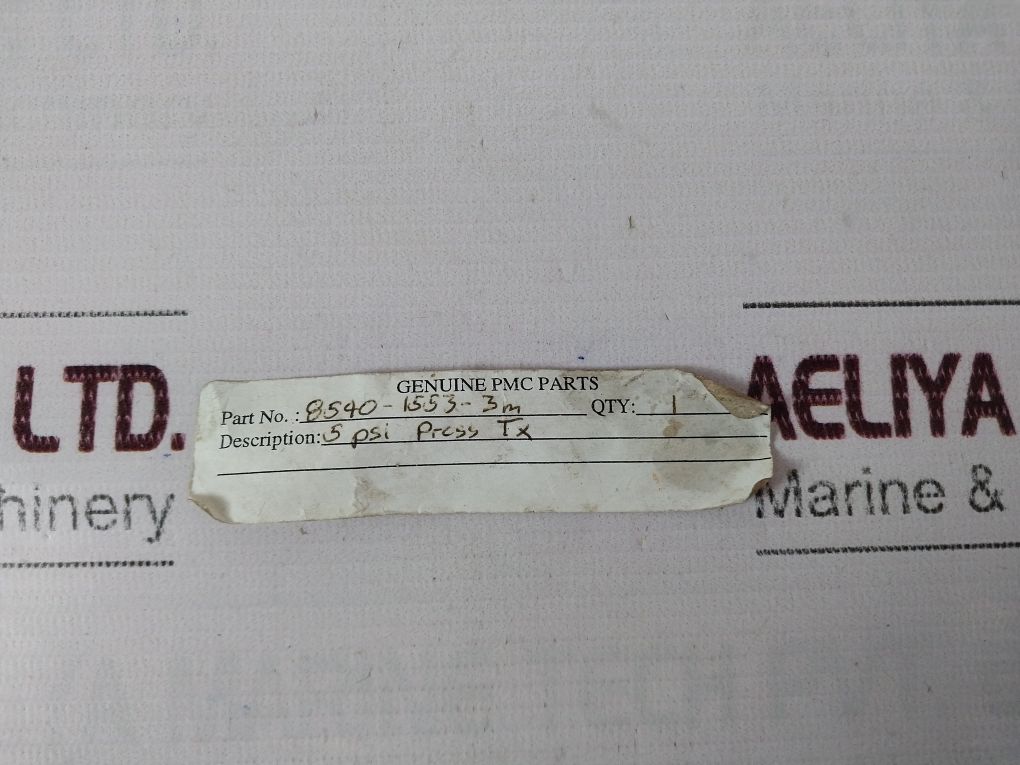 LTD.
hinery
GENUINE PMC PARTS
Part No. : 8540-1553-3m QTY: 1
Description: 5 psi Press Tx
AELIYA
Marine &